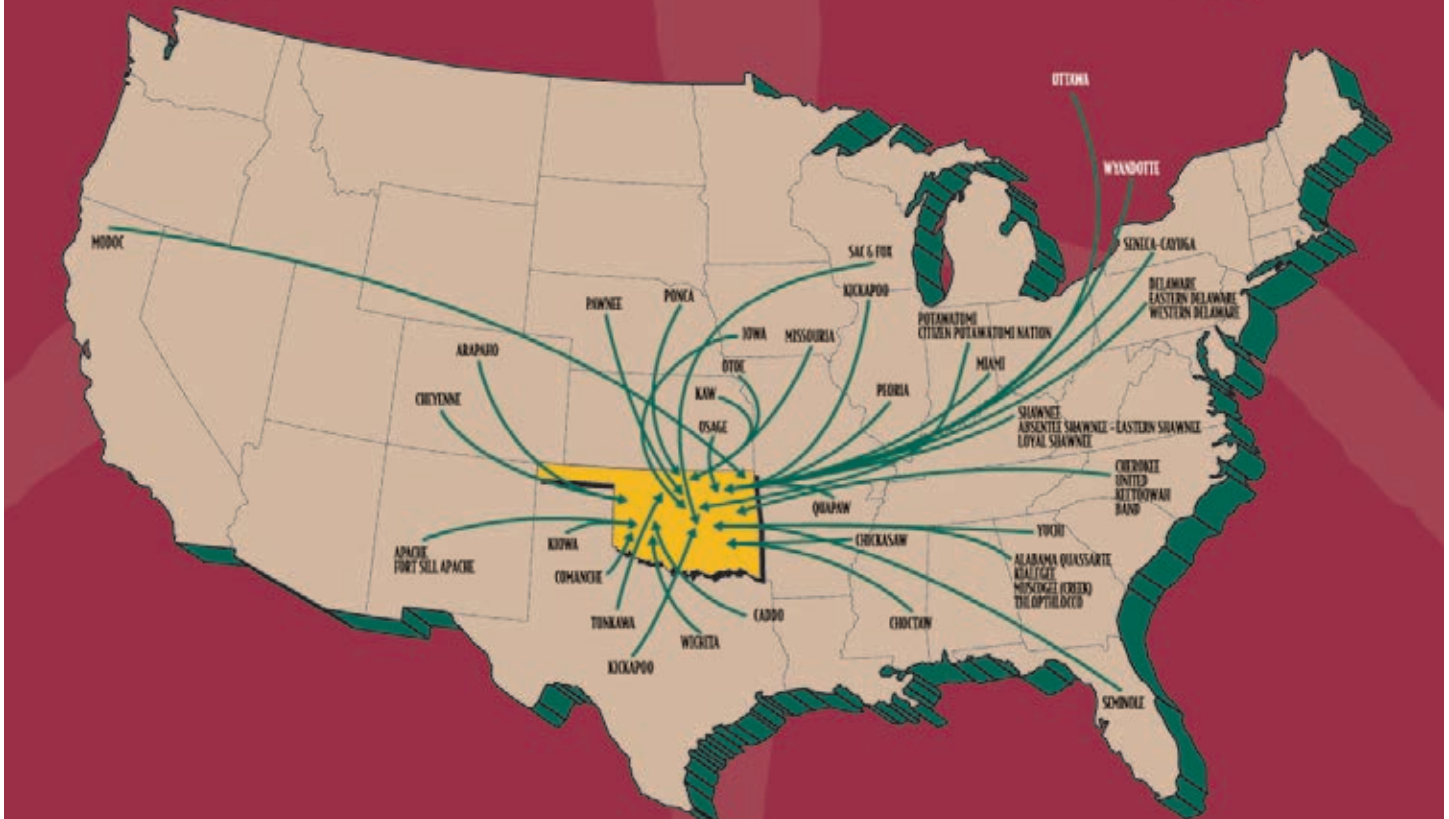 OTTAWA
WYANDOTTE
MODOC
SENECA-CAYUGA
SAC & FOX
KICKAPOO
DELAWARE
EASTERN DELAWARE
WESTERN DELAWARE
PAWNEE
PONCA
POTAWATOMI
CITIZEN POTAWATOMI NATION
IOWA
MISSOURIA
ARAPAHO
OTOE
MIAMI
KAW
PEORIA
CHEYENNE
OSAGE
SHAWNEE
ABSENTEE SHAWNEE - EASTERN SHAWNEE
LOYAL SHAWNEE
CHEROKEE
UNITED
KEETOOWAH
BAND
QUAPAW
YUCHI
CHICKASAW
KIOWA
APACHE
FORT SILL APACHE
ALABAMA QUASSARTE
KIALEGEE
MUSCOGEE (CREEK)
THLOPTHLOCCO
COMANCHE
TONKAWA
CADDO
CHOCTAW
WICHITA
KICKAPOO
SEMINOLE